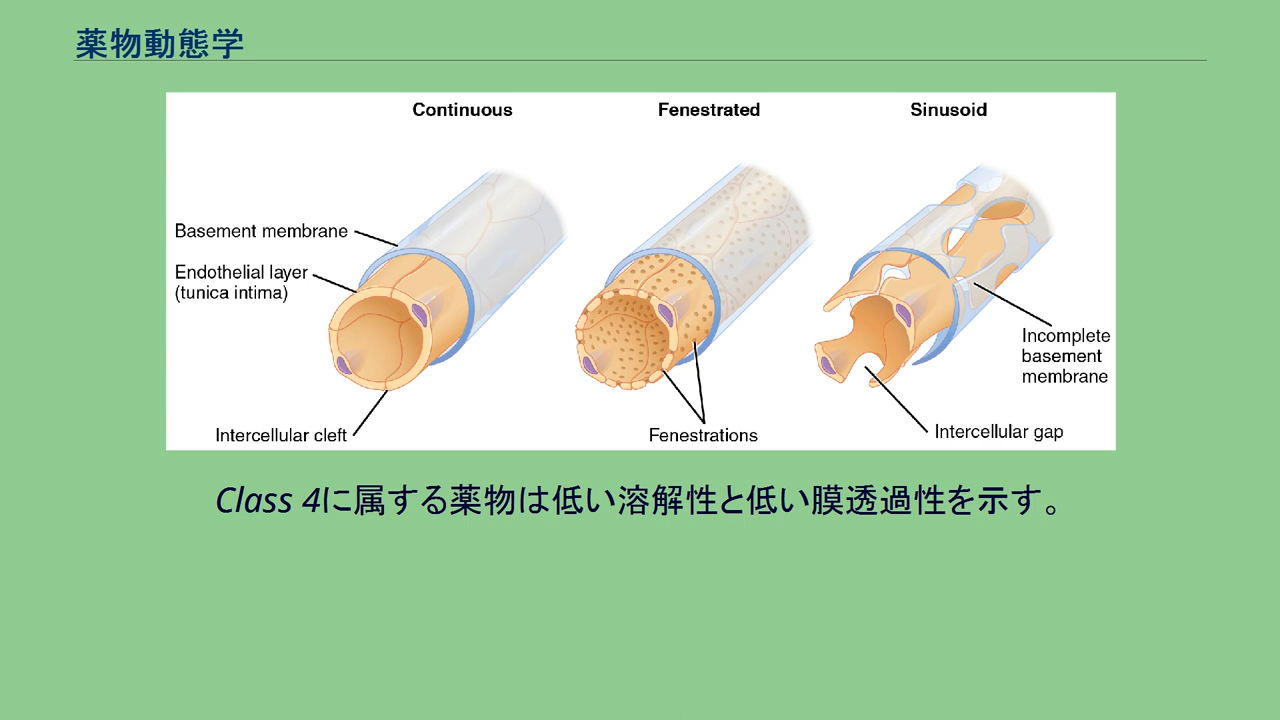 薬物動態学
Continuous
Fenestrated
Sinusoid
Basement membrane
Endothelial layer
(tunica intima)
Intercellular cleft
Fenestrations
Incomplete
basement
membrane
Intercellular gap
Class 4に属する薬物は低い溶解性と低い膜透過性を示す。